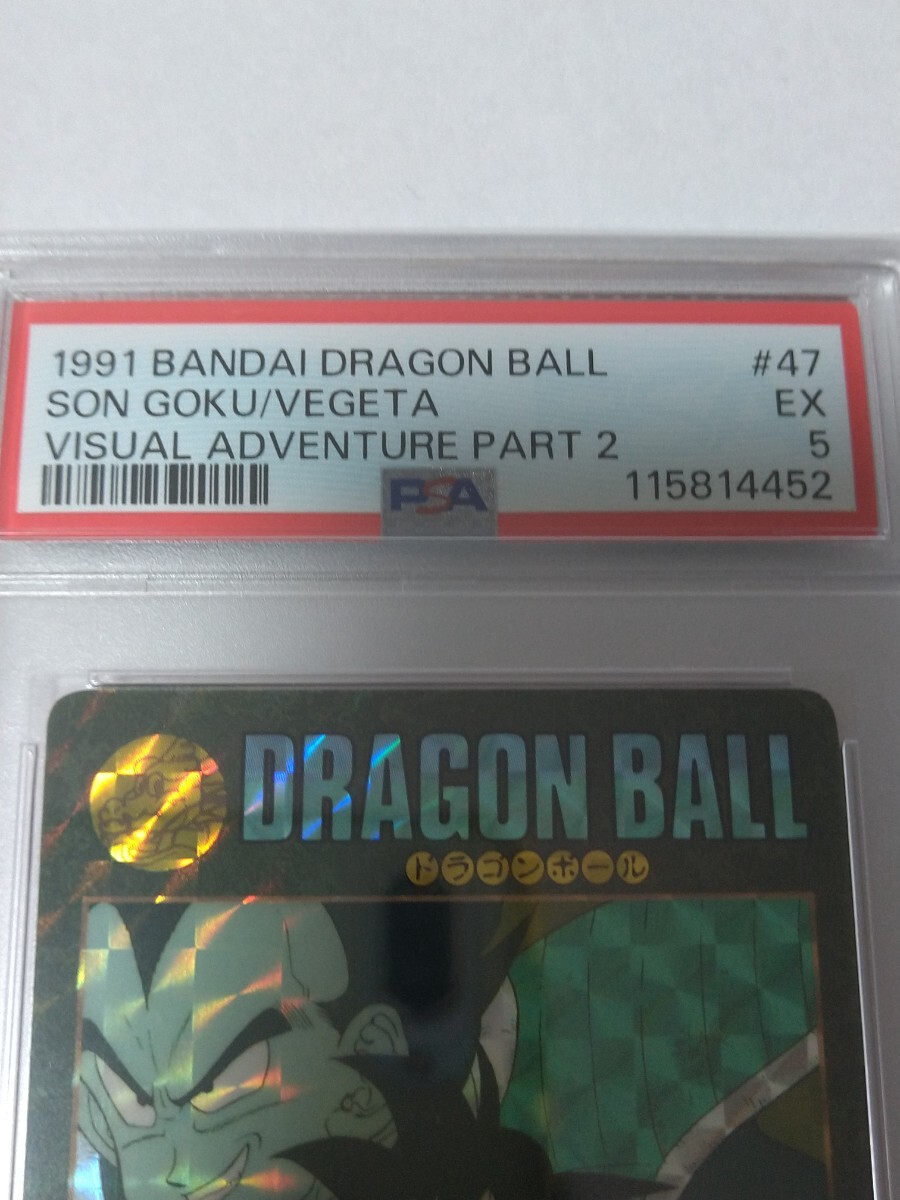 1991 BANDAI DRAGON BALL #47
SON GOKU/VEGETA EX
VISUAL ADVENTURE PART 2 5
PSA 115814452
DRAGON BALL
ドラゴンボール